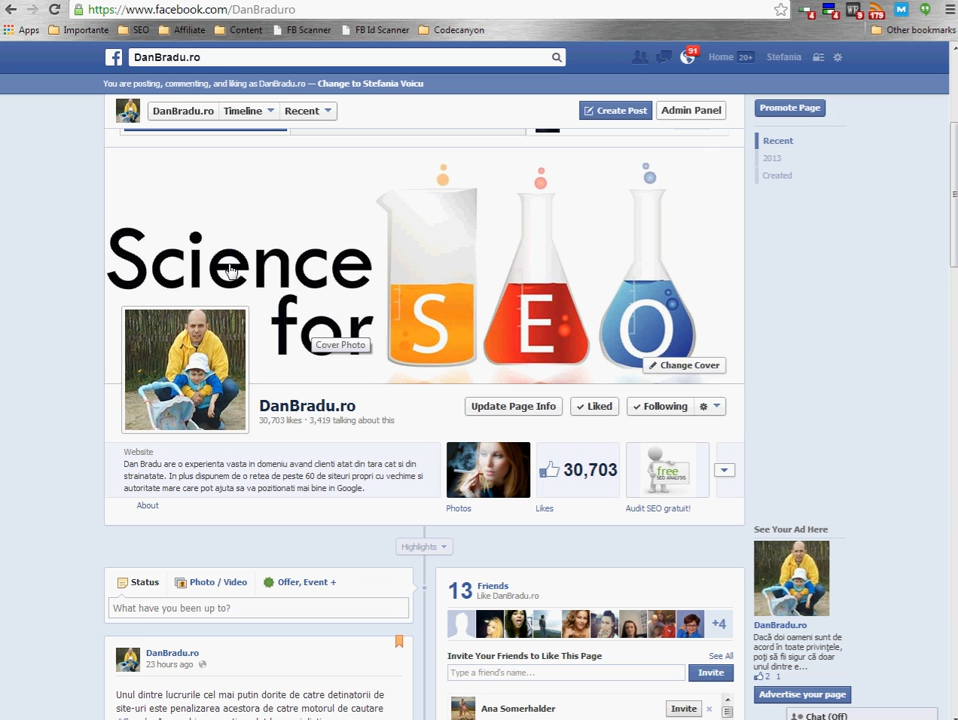 https://www.facebook.com/DanBraduro
Apps Importante SEO Affiliate Content FB Scanner FB Id Scanner Codecanyon Other bookmarks
DanBradu.ro
91
Home 20+ Stefania
You are posting, commenting, and liking as DanBradu.ro — Change to Stefania Voicu
DanBradu.ro Timeline Recent Create Post Admin Panel
Promote Page
Recent
2013
Created
Science
for
S E O
Cover Photo
Change Cover
DanBradu.ro
30,703 likes · 3,419 talking about this
Update Page Info Liked Following
Website
Dan Bradu are o experienta vasta in domeniu avand clienti atat din tara cat si din
strainatate. In plus dispunem de o retea de peste 60 de siteuri propri cu vechime si
autoritate mare care pot ajuta sa va pozitionati mai bine in Google.
About
Photos
30,703
Likes
free
SEO ANALYSIS
Audit SEO gratuit!
Highlights
Status Photo / Video Offer, Event +
What have you been up to?
DanBradu.ro
23 hours ago
Unul dintre lucrurile cel mai putin dorite de catre detinatorii de
site-uri este penalizarea acestora de catre motorul de cautare
13 Friends
Like DanBradu.ro
+4
Invite Your Friends to Like This Page See All
Type a friend's name... Invite
Ana Somerhalder Invite
See Your Ad Here
DanBradu.ro
Dacă doi oameni sunt de
acord în toate privinţele,
poţi să fii sigur că doar
unul dintre e...
2 1
Advertise your page
Chat (Off)